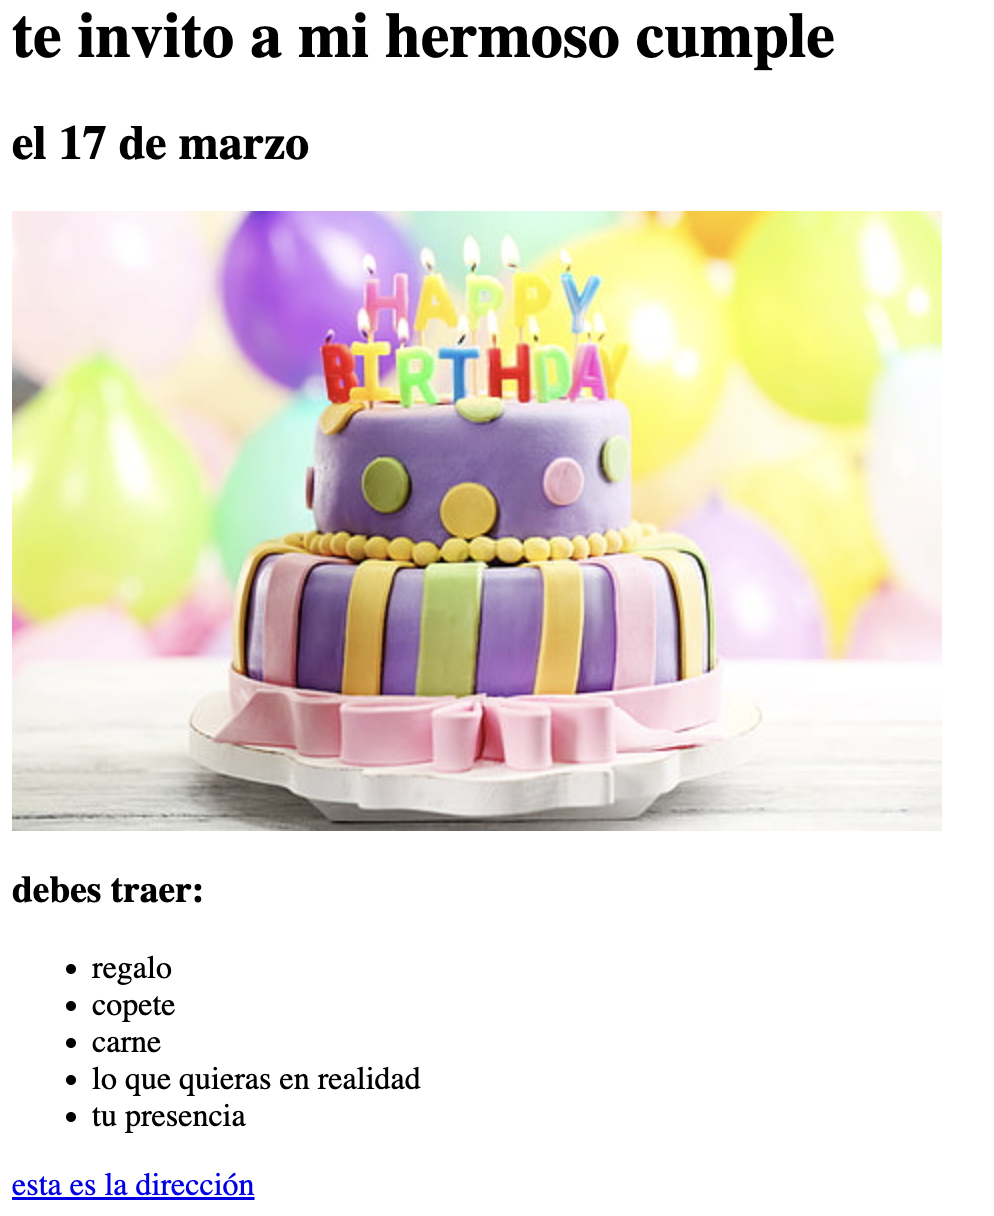 te invito a mi hermoso cumple
el 17 de marzo
HAPPY
BIRTHDAY
debes traer:
regalo
copete
carne
lo que quieras en realidad
tu presencia
esta es la dirección